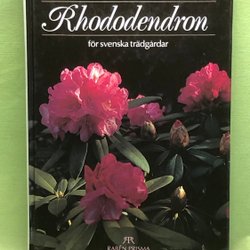 Rhododendron
för svenska trädgårdar
RABÉN PRISMA